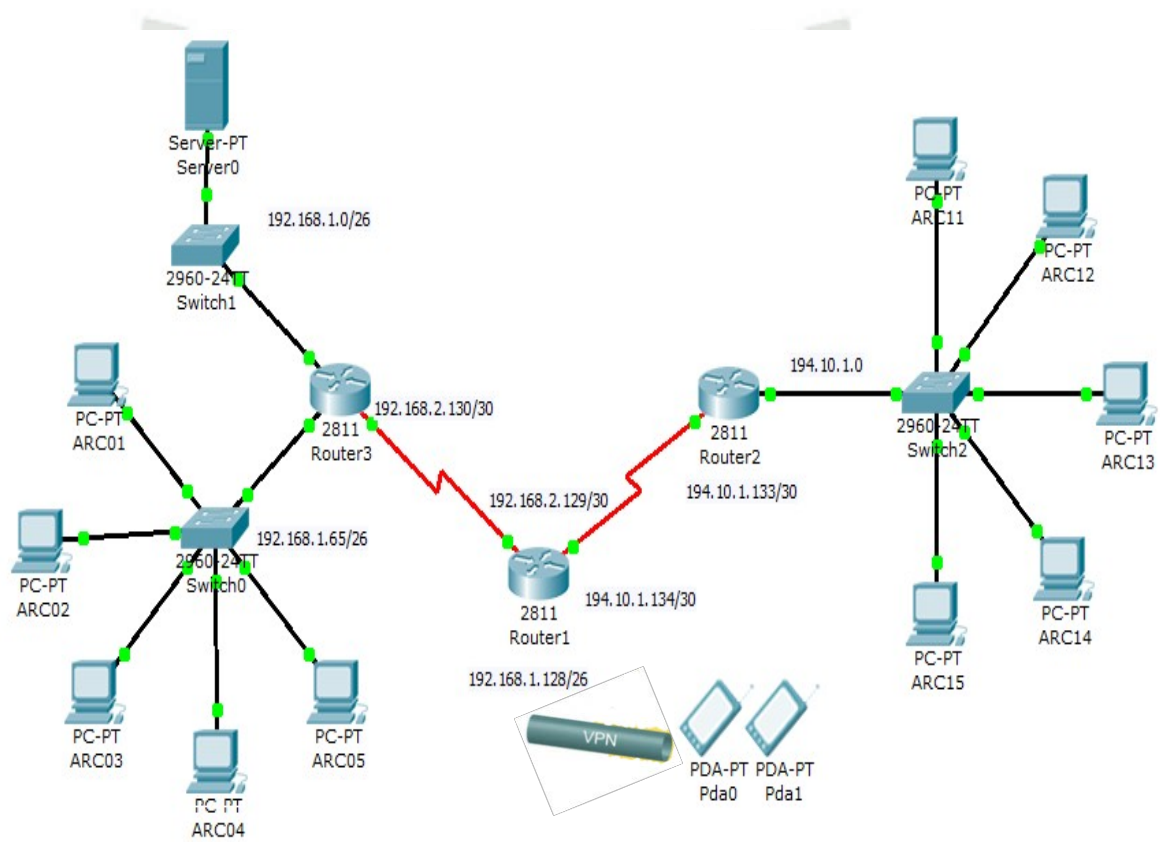 Server-PT
Server0
192.168.1.0/26
2960-24TT
Switch1
PC-PT
ARC01
192.168.2.130/30
2811
Router3
PC-PT
ARC02
2960-24TT
Switch0
192.168.1.65/26
PC-PT
ARC03
PC-PT
ARC04
PC-PT
ARC05
192.168.2.129/30
2811
Router1
194.10.1.134/30
192.168.1.128/26
VPN
PDA-PT
Pda0
PDA-PT
Pda1
2811
Router2
194.10.1.133/30
194.10.1.0
2960-24TT
Switch2
PC-PT
ARC11
PC-PT
ARC12
PC-PT
ARC13
PC-PT
ARC14
PC-PT
ARC15